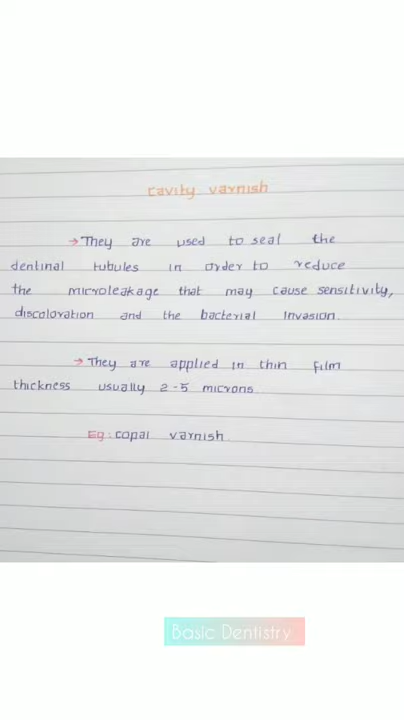 cavity varnish
→ They are used to seal the
dentinal tubules in order to reduce
the microleakage that may cause sensitivity,
discoloration and the bacterial invasion.
→ They are applied in thin film
thickness usually 2-5 microns.
Eg: copal varnish.
Basic Dentistry